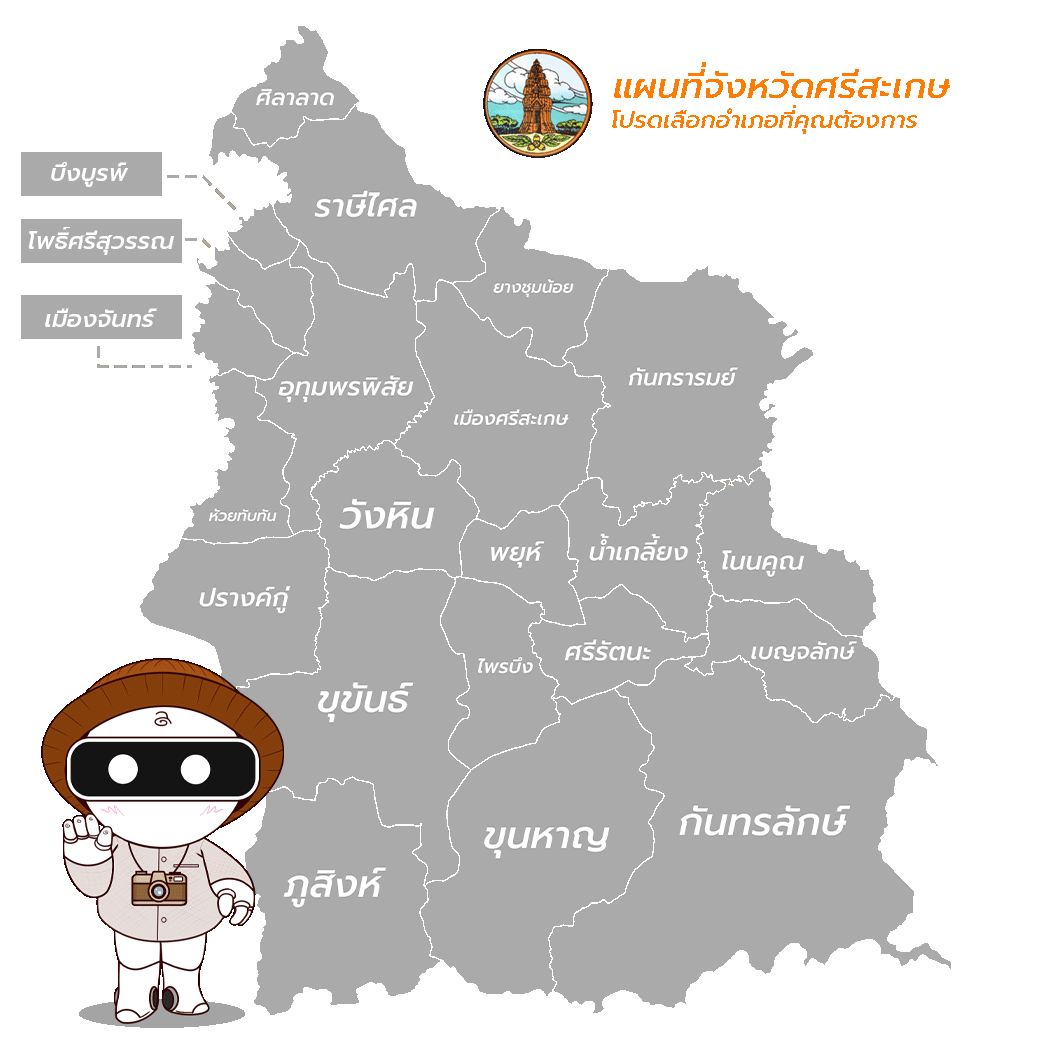 แผนที่จังหวัดศรีสะเกษ
โปรดเลือกอำเภอที่คุณต้องการ
ศิลาลาด
บึงบูรพ์
ราษีไศล
โพธิ์ศรีสุวรรณ
ยางชุมน้อย
เมืองจันทร์
อุทุมพรพิสัย
กันทรารมย์
เมืองศรีสะเกษ
ห้วยทับทัน
วังหิน
พยุห์
น้ำเกลี้ยง
โนนคูณ
ปรางค์กู่
ไพรบึง
ศรีรัตนะ
เบญจลักษ์
ขุขันธ์
ขุนหาญ
กันทรลักษ์
ภูสิงห์